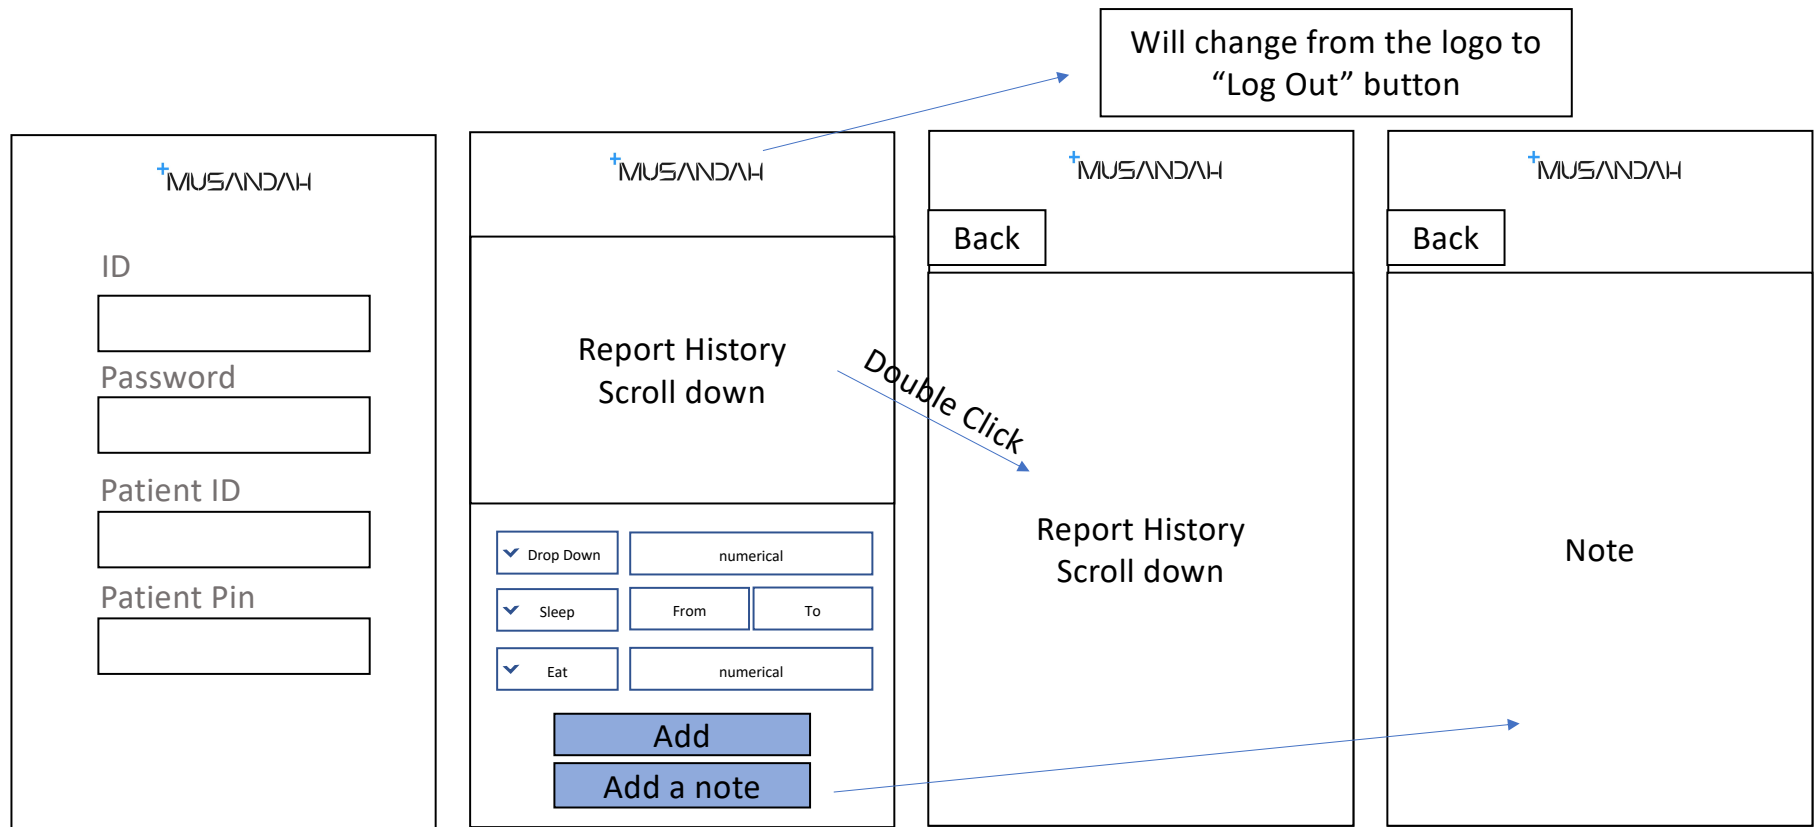 Will change from the logo to
“Log Out” button
+MUSANDAH
ID
Password
Patient ID
Patient Pin
+MUSANDAH
Report History
Scroll down
Double Click
Drop Down
numerical
Sleep
From
To
Eat
numerical
Add
Add a note
+MUSANDAH
Back
Report History
Scroll down
+MUSANDAH
Back
Note